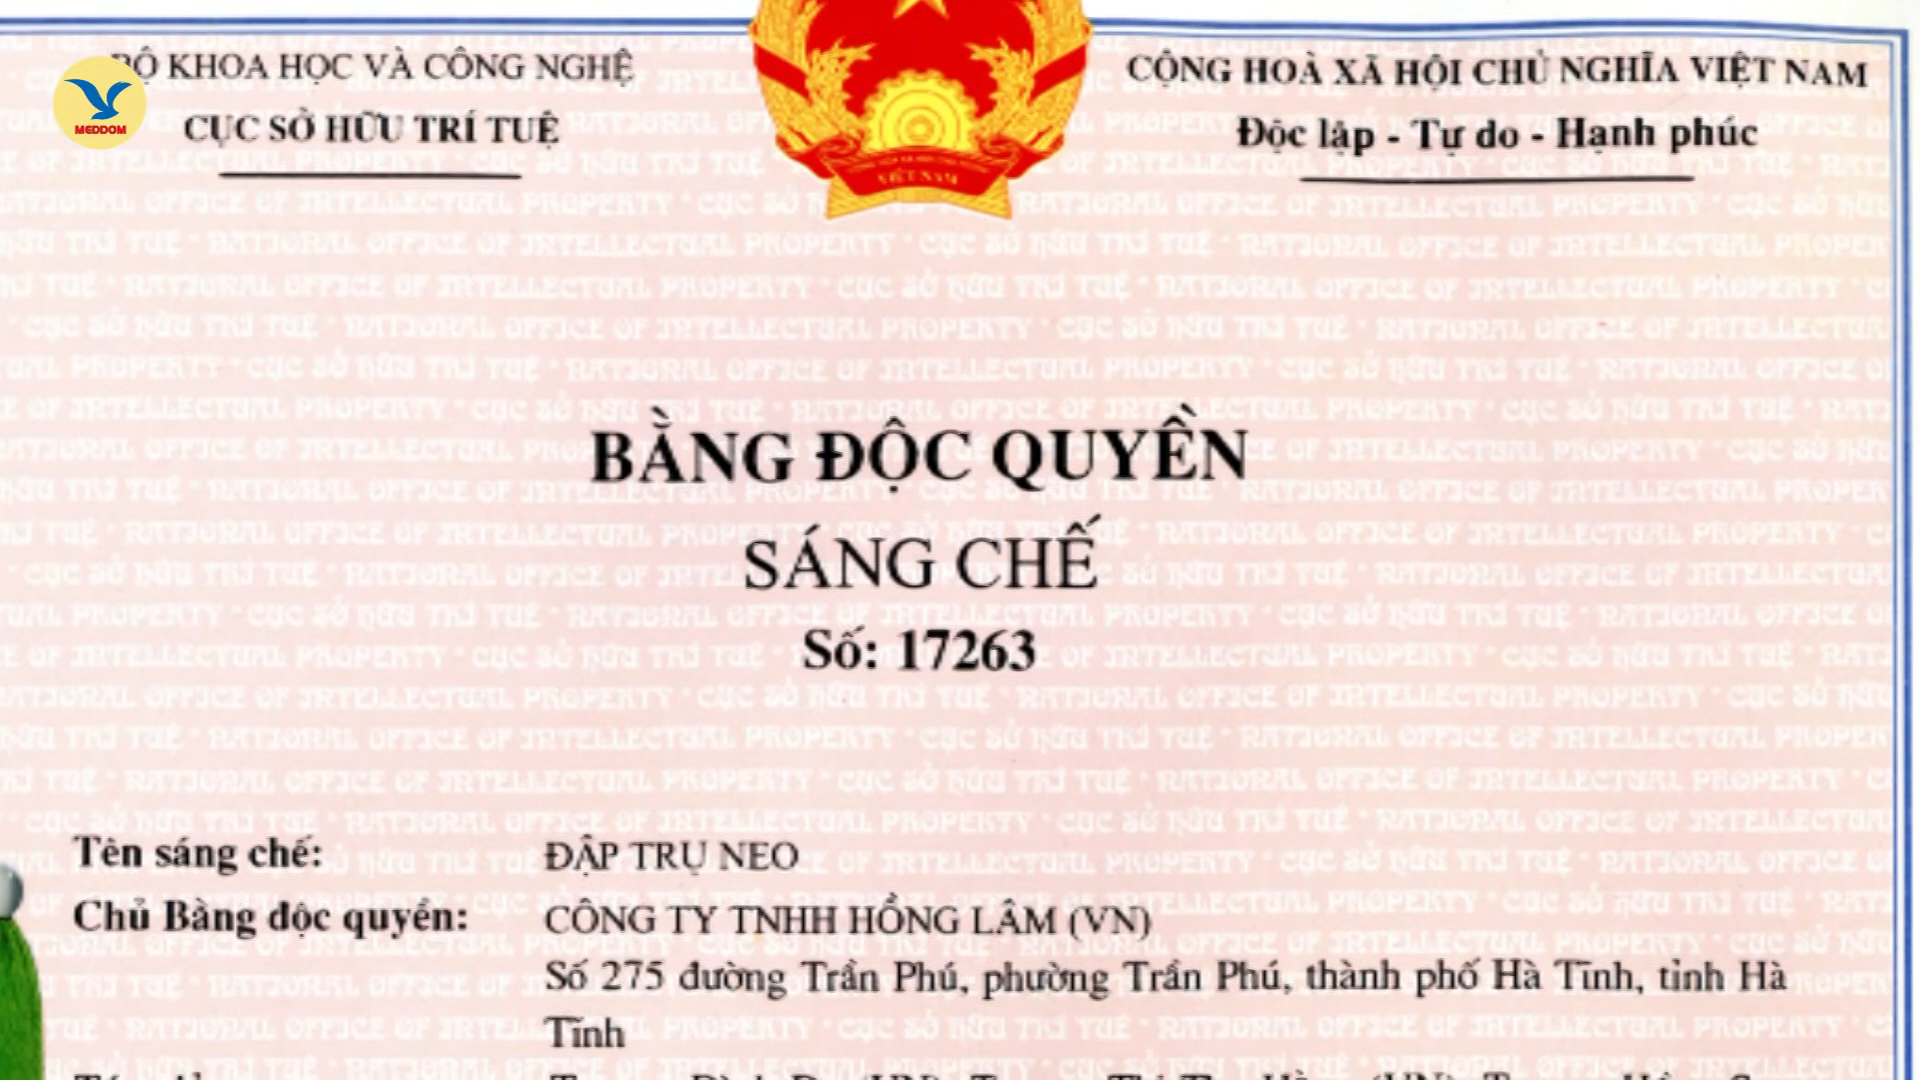 BỘ KHOA HỌC VÀ CÔNG NGHỆ
CỤC SỞ HỮU TRÍ TUỆ
MEDDOM
VIỆT NAM
CỘNG HOÀ XÃ HỘI CHỦ NGHĨA VIỆT NAM
Độc lập - Tự do - Hạnh phúc
BẰNG ĐỘC QUYỀN
SÁNG CHẾ
Số: 17263
Tên sáng chế: ĐẬP TRỤ NEO
Chủ Bằng độc quyền: CÔNG TY TNHH HỒNG LÂM (VN)
Số 275 đường Trần Phú, phường Trần Phú, thành phố Hà Tĩnh, tỉnh Hà
Tĩnh